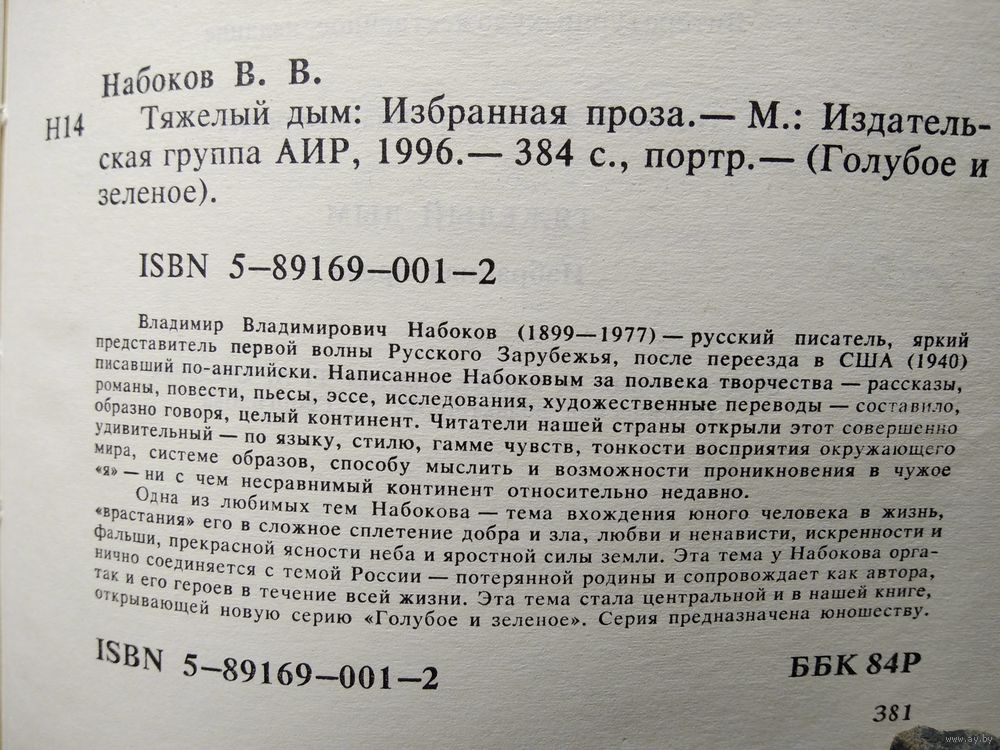 Набоков В. В.
Н14 Тяжелый дым: Избранная проза.— М.: Издатель-
ская группа АИР, 1996.— 384 с., портр.— (Голубое и
зеленое).
ISBN 5—89169—001—2
Владимир Владимирович Набоков (1899—1977) — русский писатель, яркий
представитель первой волны Русского Зарубежья, после переезда в США (1940)
писавший по-английски. Написанное Набоковым за полвека творчества — рассказы,
романы, повести, пьесы, эссе, исследования, художественные переводы — составило,
образно говоря, целый континент. Читатели нашей страны открыли этот совершенно
удивительный — по языку, стилю, гамме чувств, тонкости восприятия окружающего
мира, системе образов, способу мыслить и возможности проникновения в чужое
«я» — ни с чем несравнимый континент относительно недавно.
Одна из любимых тем Набокова — тема вхождения юного человека в жизнь,
«врастания» его в сложное сплетение добра и зла, любви и ненависти, искренности и
фальши, прекрасной ясности неба и яростной силы земли. Эта тема у Набокова орга-
нично соединяется с темой России — потерянной родины и сопровождает как автора,
так и его героев в течение всей жизни. Эта тема стала центральной и в нашей книге,
открывающей новую серию «Голубое и зеленое». Серия предназначена юношеству.
ISBN 5—89169—001—2
ББК 84Р
381
www.ay.by